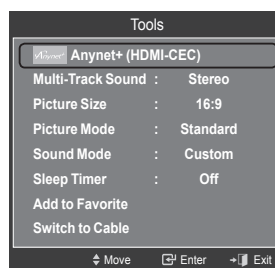 Tools
Anynet+ Anynet+ (HDMI-CEC)
Multi-Track Sound : Stereo
Picture Size : 16:9
Picture Mode : Standard
Sound Mode : Custom
Sleep Timer : Off
Add to Favorite
Switch to Cable
Move Enter Exit